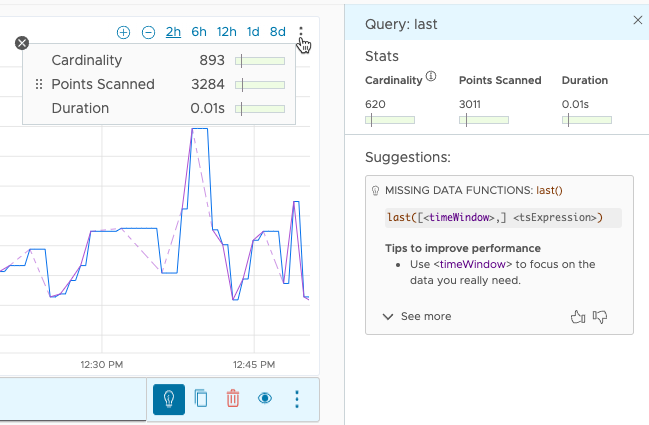 2h 6h 12h 1d 8d
Cardinality 893
Points Scanned 3284
Duration 0.01s
12:30 PM 12:45 PM
Query: last
Stats
Cardinality Points Scanned Duration
620 3011 0.01s
Suggestions:
MISSING DATA FUNCTIONS: last()
last([<timeWindow>,] <tsExpression>)
Tips to improve performance
• Use <timeWindow> to focus on the
data you really need.
See more